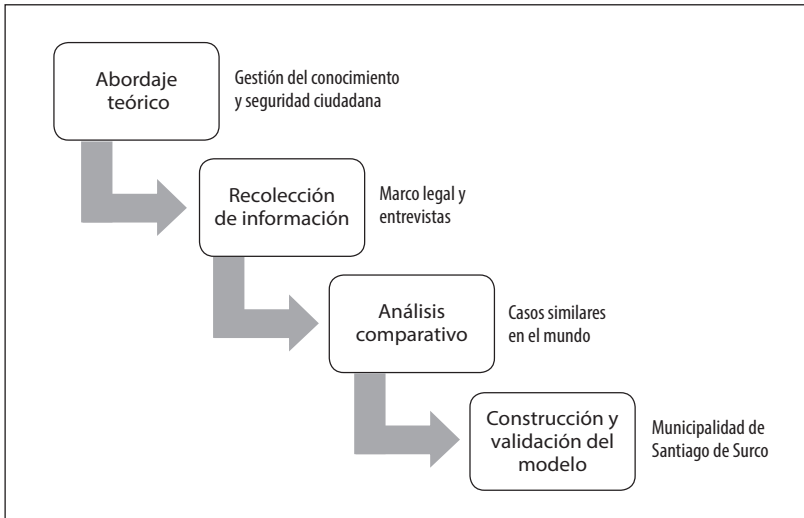 Abordaje
teórico
Gestión del conocimiento
y seguridad ciudadana
Recolección
de información
Marco legal y
entrevistas
Análisis
comparativo
Casos similares
en el mundo
Construcción y
validación del
modelo
Municipalidad de
Santiago de Surco